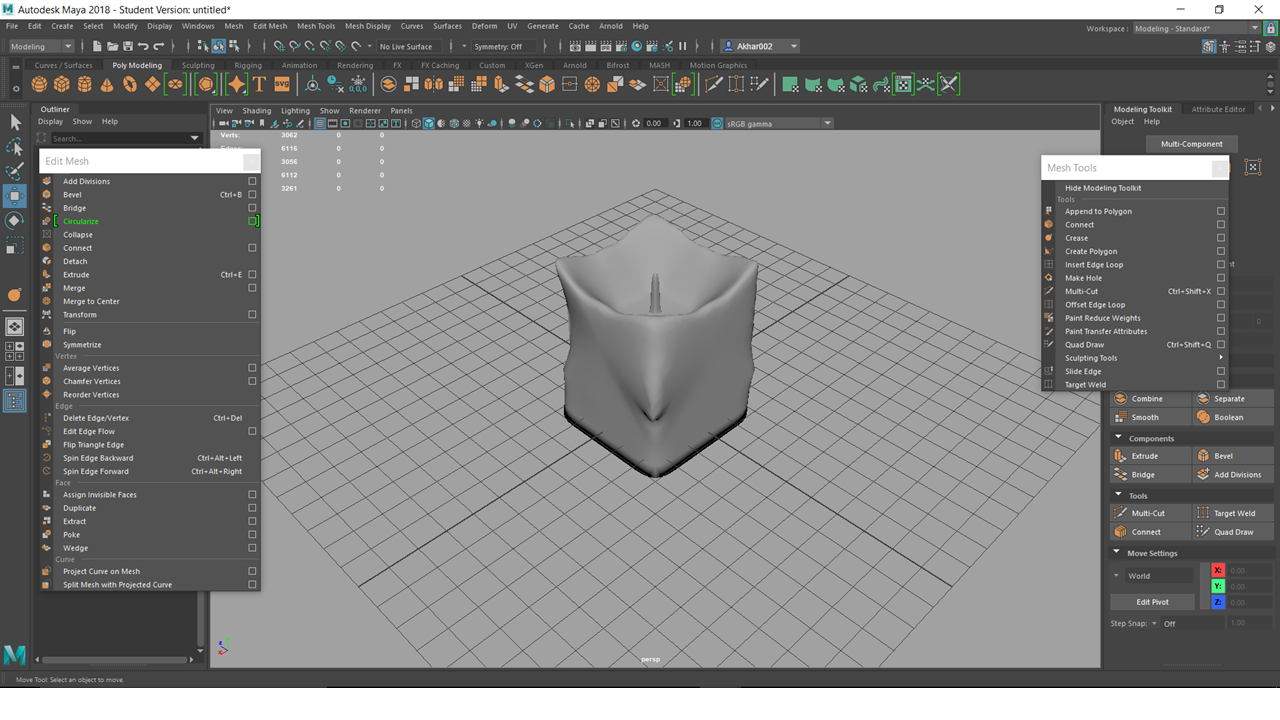 Autodesk Maya 2018 - Student Version: untitled*
File Edit Create Select Modify Display Windows Mesh Edit Mesh Mesh Tools Mesh Display Curves Surfaces Deform UV Generate Cache Arnold Help
Workspace: Modeling - Standard*
Modeling No Live Surface Symmetry: Off Akhar002
Curves / Surfaces Poly Modeling Sculpting Rigging Animation Rendering FX FX Caching Custom XGen Arnold Bifrost MASH Motion Graphics
SVG
0,0,0
Outliner
Display Show Help
Search...
View Shading Lighting Show Renderer Panels
0.00 1.00 sRGB gamma
Verts: 3062 0 0
6116 0 0
3056 0 0
6112 0 0
3261 0 0
Edit Mesh
Add Divisions
Bevel Ctrl+B
Bridge
Circularize
Collapse
Connect
Detach
Extrude Ctrl+E
Merge
Merge to Center
Transform
Flip
Symmetrize
Vertex
Average Vertices
Chamfer Vertices
Reorder Vertices
Edge
Delete Edge/Vertex Ctrl+Del
Edit Edge Flow
Flip Triangle Edge
Spin Edge Backward Ctrl+Alt+Left
Spin Edge Forward Ctrl+Alt+Right
Face
Assign Invisible Faces
Duplicate
Extract
Poke
Wedge
Curve
Project Curve on Mesh
Split Mesh with Projected Curve
persp
Modeling Toolkit Attribute Editor
Object Help
Multi-Component
Mesh Tools
Hide Modeling Toolkit
Tools
Append to Polygon
Connect
Crease
Create Polygon
Insert Edge Loop
Make Hole
Multi-Cut Ctrl+Shift+X
Offset Edge Loop
Paint Reduce Weights
Paint Transfer Attributes
Quad Draw Ctrl+Shift+Q
Sculpting Tools
Slide Edge
Target Weld
Combine Separate
Smooth Boolean
Components
Extrude Bevel
Bridge Add Divisions
Tools
Multi-Cut Target Weld
Connect Quad Draw
Move Settings
World
X: 0.00
Y: 0.00
Z: 0.00
Edit Pivot
Step Snap: Off 1.00
Move Tool: Select an object to move.